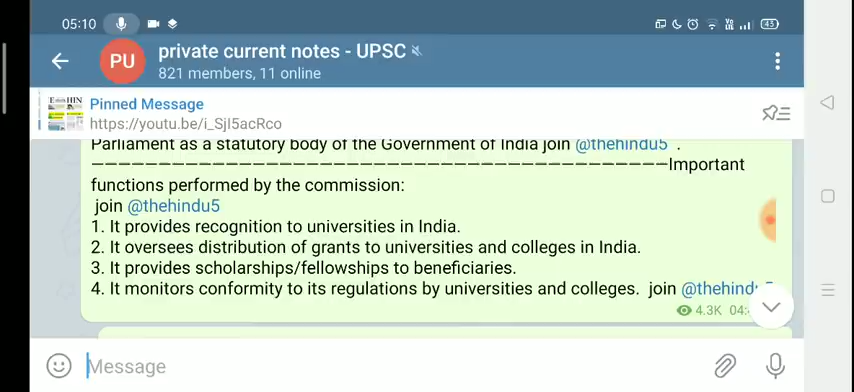 05:10
45
PU
private current notes - UPSC
821 members, 11 online
Pinned Message
https://youtu.be/i_SjI5acRco
Parliament as a statutory body of the Government of India join @thehindu5 .
————————————————————————————————Important
functions performed by the commission:
join @thehindu5
1. It provides recognition to universities in India.
2. It oversees distribution of grants to universities and colleges in India.
3. It provides scholarships/fellowships to beneficiaries.
4. It monitors conformity to its regulations by universities and colleges. join
4.3K 04:
Message